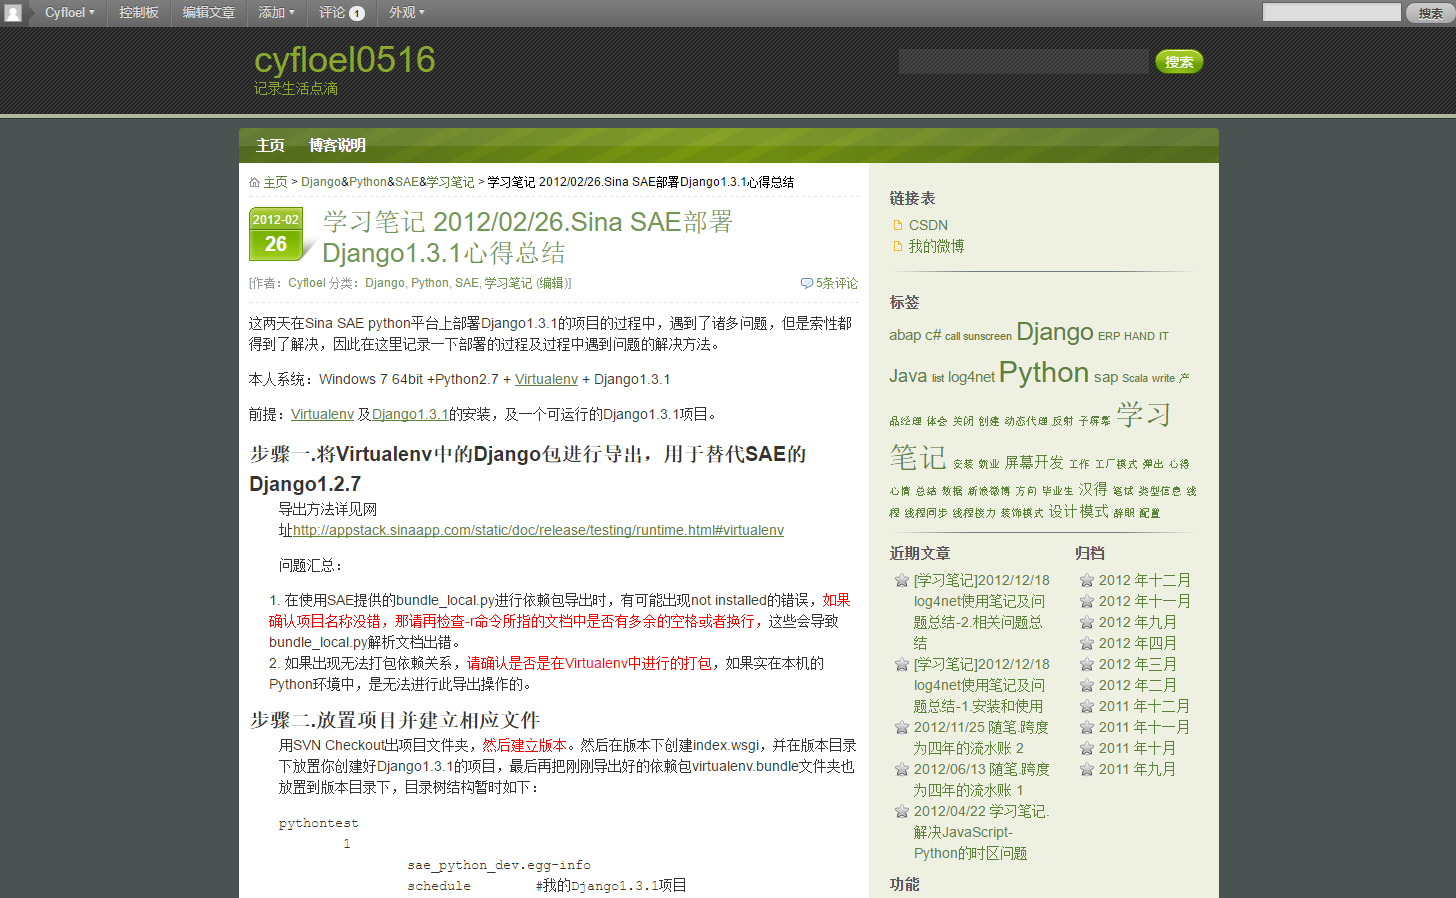 Cyfloel 控制板 编辑文章 添加 评论 1 外观 搜索
cyfloel0516
记录生活点滴
搜索
主页 博客说明
主页 > Django&Python&SAE&学习笔记 > 学习笔记 2012/02/26.Sina SAE部署Django1.3.1心得总结
2012-02
26
学习笔记 2012/02/26.Sina SAE部署
Django1.3.1心得总结
[作者：Cyfloel 分类：Django, Python, SAE, 学习笔记 (编辑)]
5条评论
这两天在Sina SAE python平台上部署Django1.3.1的项目的过程中，遇到了诸多问题，但是索性都
得到了解决，因此在这里记录一下部署的过程及过程中遇到问题的解决方法。
本人系统：Windows 7 64bit +Python2.7 + Virtualenv + Django1.3.1
前提：Virtualenv 及Django1.3.1的安装，及一个可运行的Django1.3.1项目。
步骤一.将Virtualenv中的Django包进行导出，用于替代SAE的
Django1.2.7
导出方法详见网
址http://appstack.sinaapp.com/static/doc/release/testing/runtime.html#virtualenv
问题汇总：
1. 在使用SAE提供的bundle_local.py进行依赖包导出时，有可能出现not installed的错误，如果
确认项目名称没错，那请再检查-r命令所指的文档中是否有多余的空格或者换行，这些会导致
bundle_local.py解析文档出错。
2. 如果出现无法打包依赖关系，请确认是否是在Virtualenv中进行的打包，如果实在本机的
Python环境中，是无法进行此导出操作的。
步骤二.放置项目并建立相应文件
用SVN Checkout出项目文件夹，然后建立版本。然后在版本下创建index.wsgi，并在版本目录
下放置你创建好Django1.3.1的项目，最后再把刚刚导出好的依赖包virtualenv.bundle文件夹也
放置到版本目录下，目录树结构暂时如下：
pythontest
1
sae_python_dev.egg-info
schedule #我的Django1.3.1项目
链接表
CSDN
我的微博
标签
abap c# call sunscreen Django ERP HAND IT
Java list log4net Python sap Scala write 产
品经理 体会 关闭 创建 动态代理 反射 子屏幕 学习
笔记 安装 就业 屏幕开发 工作 工厂模式 弹出 心得
心情 总结 数据 新浪微博 方向 毕业生 汉得 笔试 类型信息 线
程 线程同步 线程接力 装饰模式 设计模式 辞职 配置
近期文章
[学习笔记]2012/12/18
log4net使用笔记及问
题总结-2.相关问题总
结
[学习笔记]2012/12/18
log4net使用笔记及问
题总结-1.安装和使用
2012/11/25 随笔.跨度
为四年的流水账 2
2012/06/13 随笔.跨度
为四年的流水账 1
2012/04/22 学习笔记.
解决JavaScript-
Python的时区问题
归档
2012 年十二月
2012 年十一月
2012 年九月
2012 年四月
2012 年三月
2012 年二月
2011 年十二月
2011 年十一月
2011 年十月
2011 年九月
功能